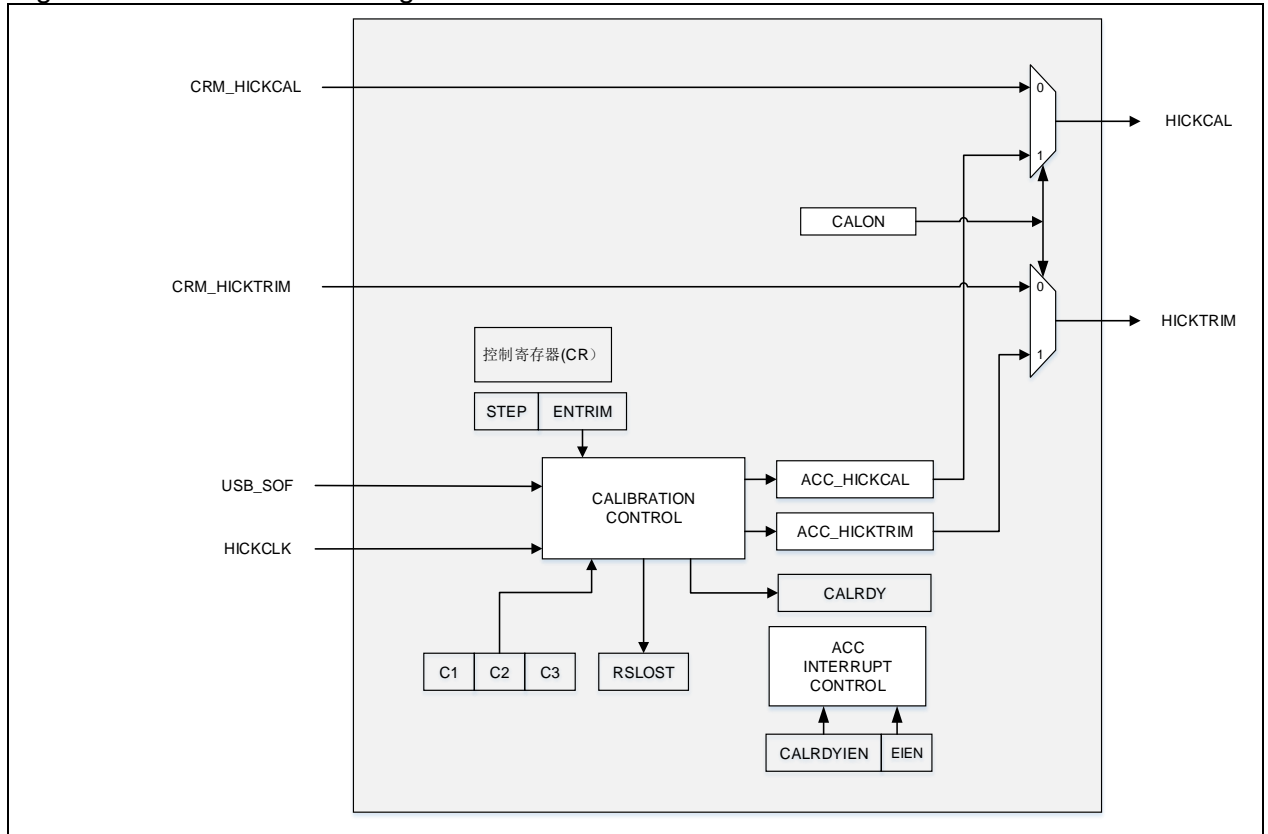 CRM_HICKCAL
0
HICKCAL
1
CALON
CRM_HICKTRIM
0
HICKTRIM
控制寄存器(CR）
1
STEP ENTRIM
USB_SOF
CALIBRATION
CONTROL
ACC_HICKCAL
HICKCLK
ACC_HICKTRIM
CALRDY
C1 C2 C3
RSLOST
ACC
INTERRUPT
CONTROL
CALRDYIEN EIEN